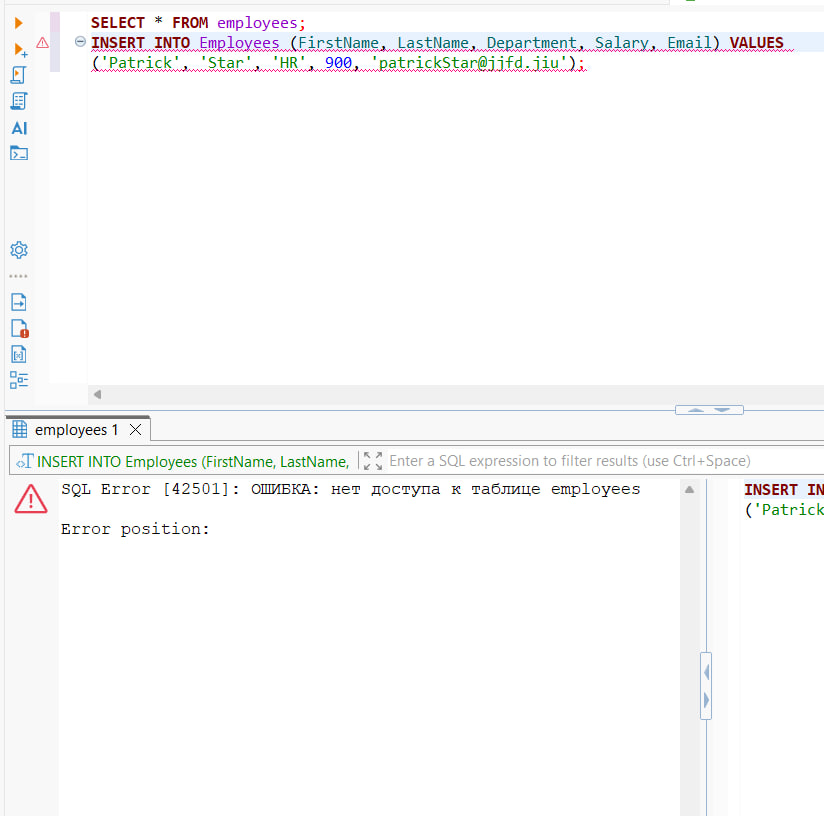 SELECT * FROM employees;
INSERT INTO Employees (FirstName, LastName, Department, Salary, Email) VALUES
('Patrick', 'Star', 'HR', 900, 'patrickStar@jjfd.jiu');
AI
employees 1
INSERT INTO Employees (FirstName, LastName, Enter a SQL expression to filter results (use Ctrl+Space)
SQL Error [42501]: ОШИБКА: нет доступа к таблице employees
Error position:
INSERT IN
('Patrick